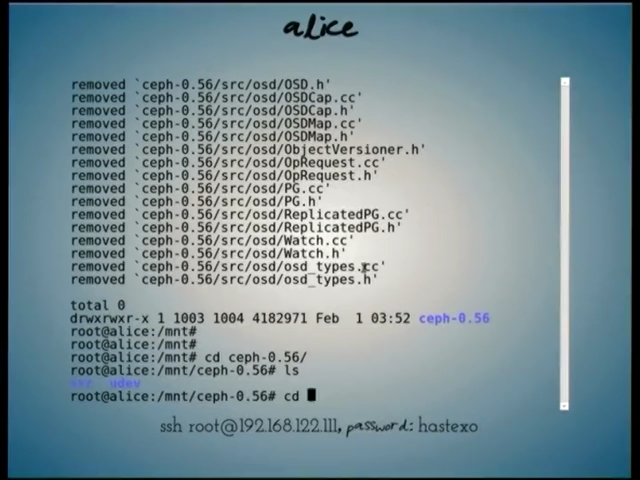 alice
removed `ceph-0.56/src/osd/OSD.h'
removed `ceph-0.56/src/osd/OSDCap.cc'
removed `ceph-0.56/src/osd/OSDCap.h'
removed `ceph-0.56/src/osd/OSDMap.cc'
removed `ceph-0.56/src/osd/OSDMap.h'
removed `ceph-0.56/src/osd/ObjectVersioner.h'
removed `ceph-0.56/src/osd/OpRequest.cc'
removed `ceph-0.56/src/osd/OpRequest.h'
removed `ceph-0.56/src/osd/PG.cc'
removed `ceph-0.56/src/osd/PG.h'
removed `ceph-0.56/src/osd/ReplicatedPG.cc'
removed `ceph-0.56/src/osd/ReplicatedPG.h'
removed `ceph-0.56/src/osd/Watch.cc'
removed `ceph-0.56/src/osd/Watch.h'
removed `ceph-0.56/src/osd/osd_types.cc'
removed `ceph-0.56/src/osd/osd_types.h'
total 0
drwxrwxr-x 1 1003 1004 4182971 Feb  1 03:52 ceph-0.56
root@alice:/mnt#
root@alice:/mnt#
root@alice:/mnt# cd ceph-0.56/
root@alice:/mnt/ceph-0.56# ls
src  udev
root@alice:/mnt/ceph-0.56# cd
ssh root@192.168.122.111, password: hastexo